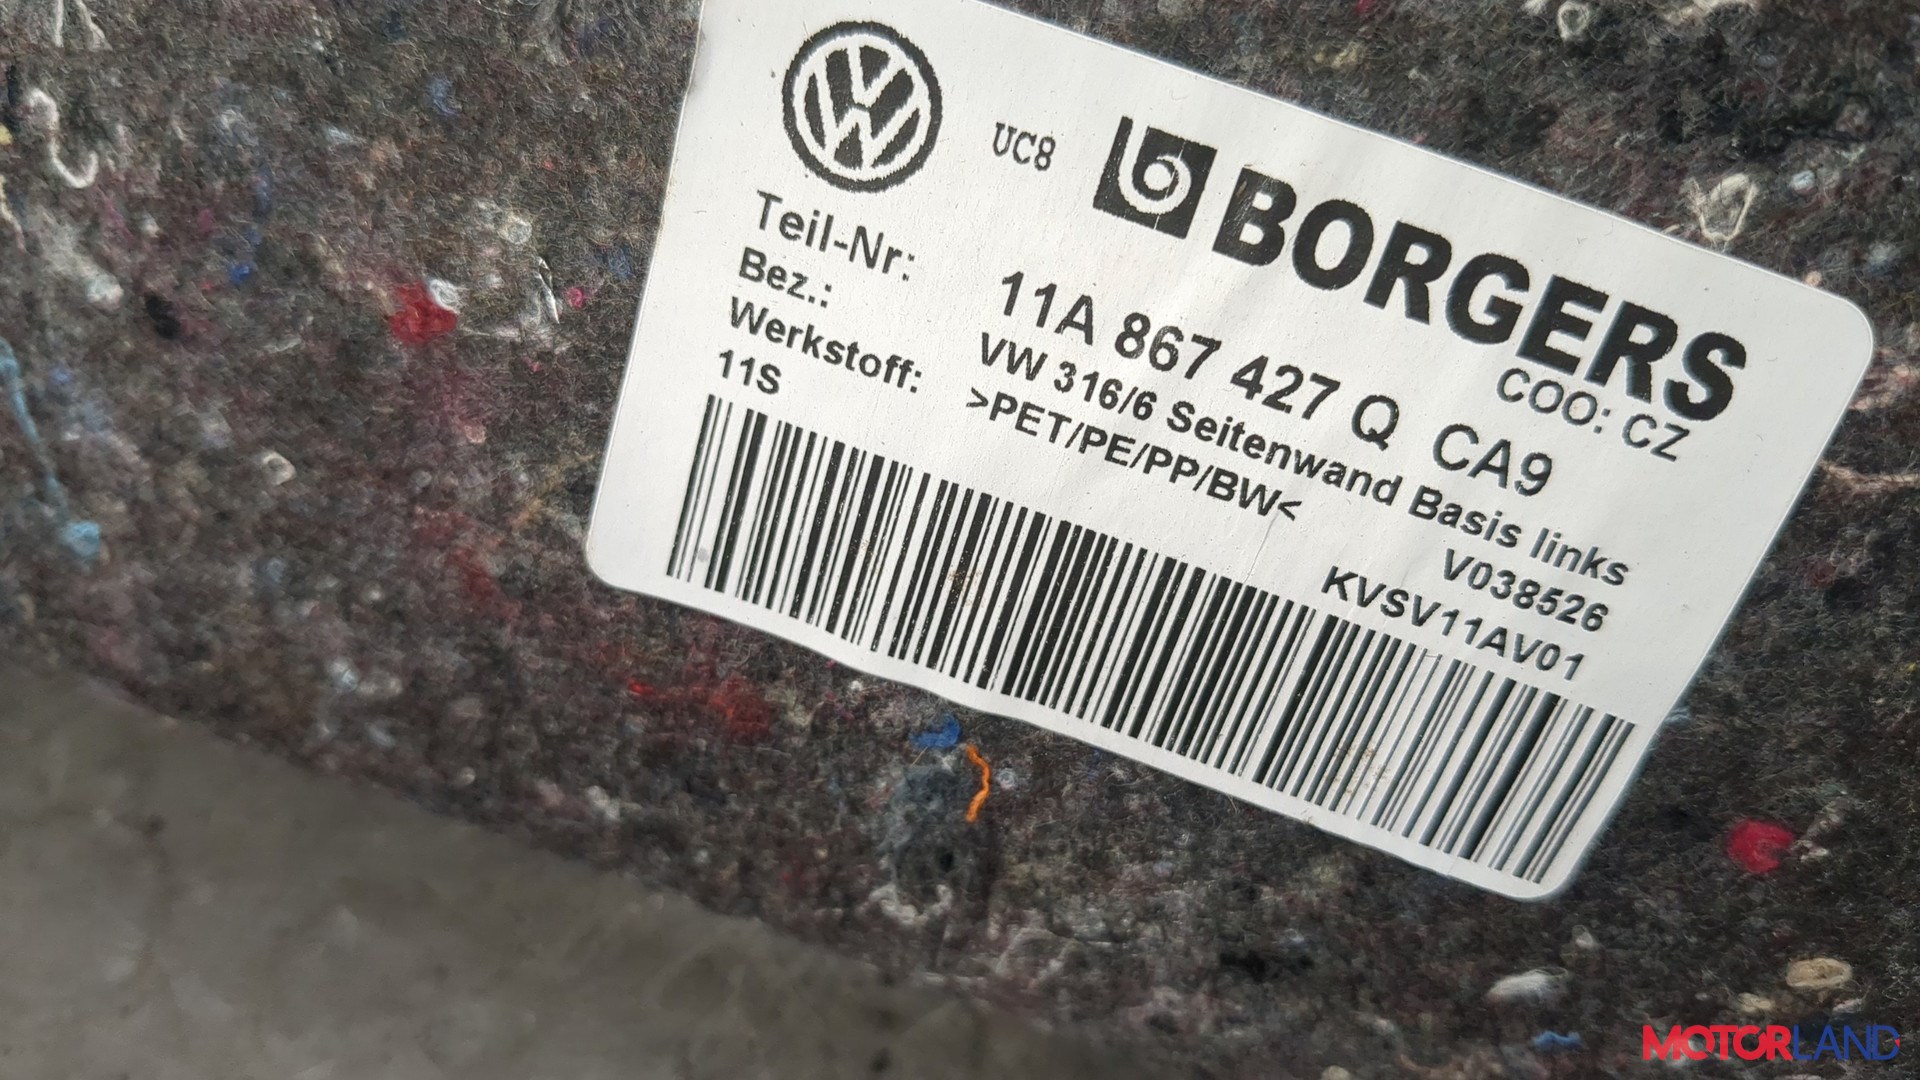 VW
UC8
BORGERS
COO: CZ
Teil-Nr: 11A 867 427 Q CA9
Bez.: VW 316/6 Seitenwand Basis links
Werkstoff: >PET/PE/PP/BW< V038526
11S KVSV11AV01
MOTORLAND